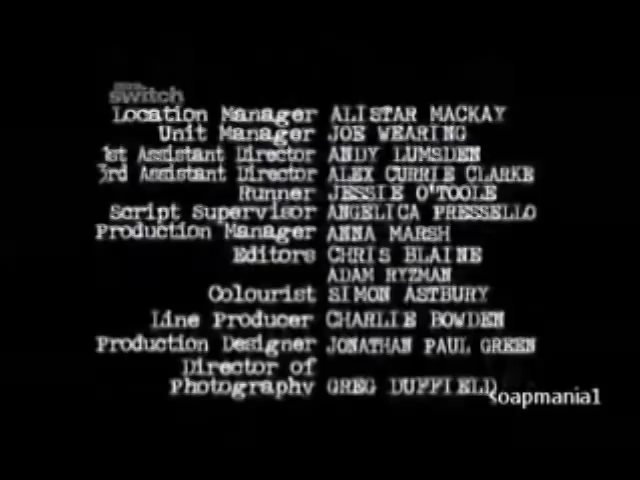 switch
Location Manager ALISTAR MACKAY
Unit Manager JOE WEARING
1st Assistant Director ANDY LUMSDEN
3rd Assistant Director ALEX CURRIE CLARKE
Runner JESSIE O'TOOLE
Script Supervisor ANGELICA PRESSELLO
Production Manager ANNA MARSH
Editors CHRIS BLAINE
ADAM RYZMAN
Colourist SIMON ASTBURY
Line Producer CHARLIE BOWDEN
Production Designer JONATHAN PAUL GREEN
Director of
Photography GREG DUFFIELD
soapmania1